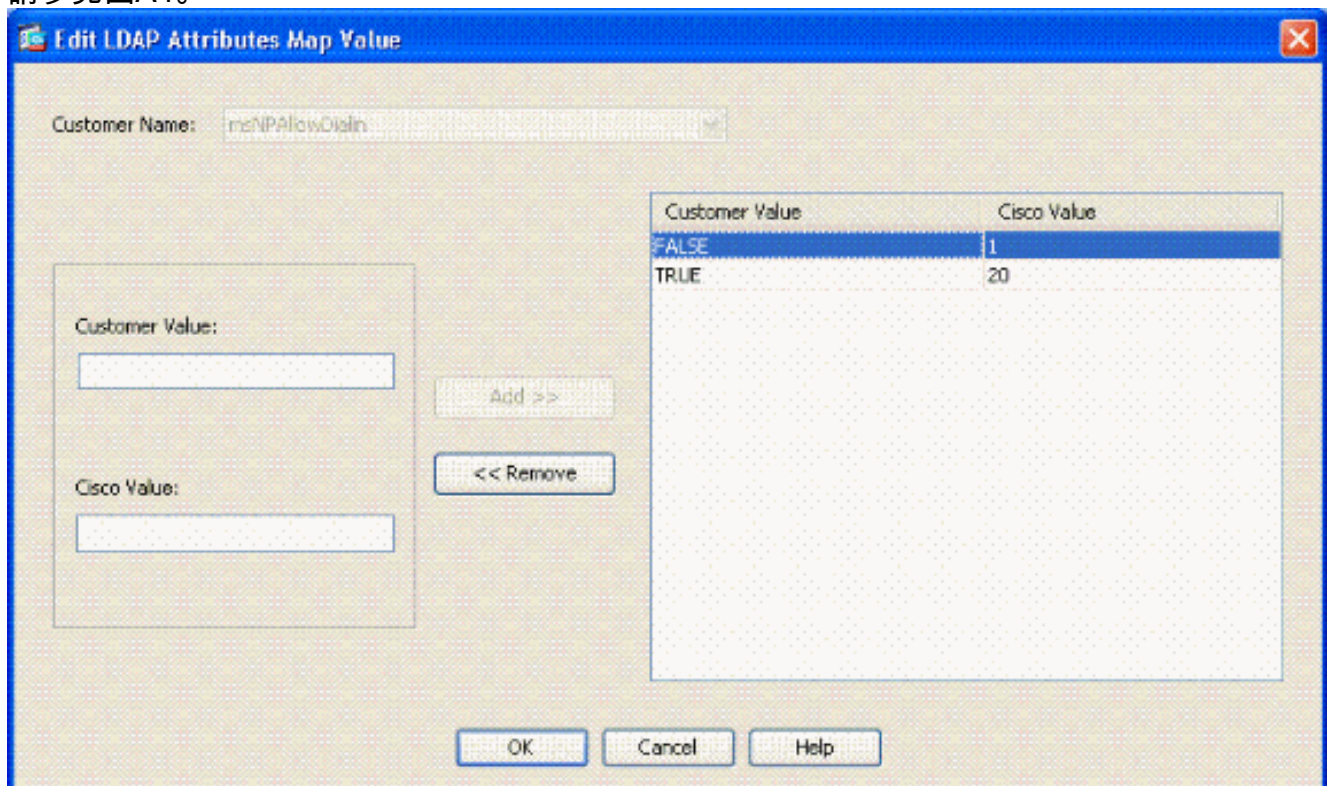 Edit LDAP Attributes Map Value
Customer Name: msNPAllowDialin
Customer Value Cisco Value
FALSE 1
TRUE 20
Customer Value:
Add >>
<< Remove
Cisco Value:
OK Cancel Help